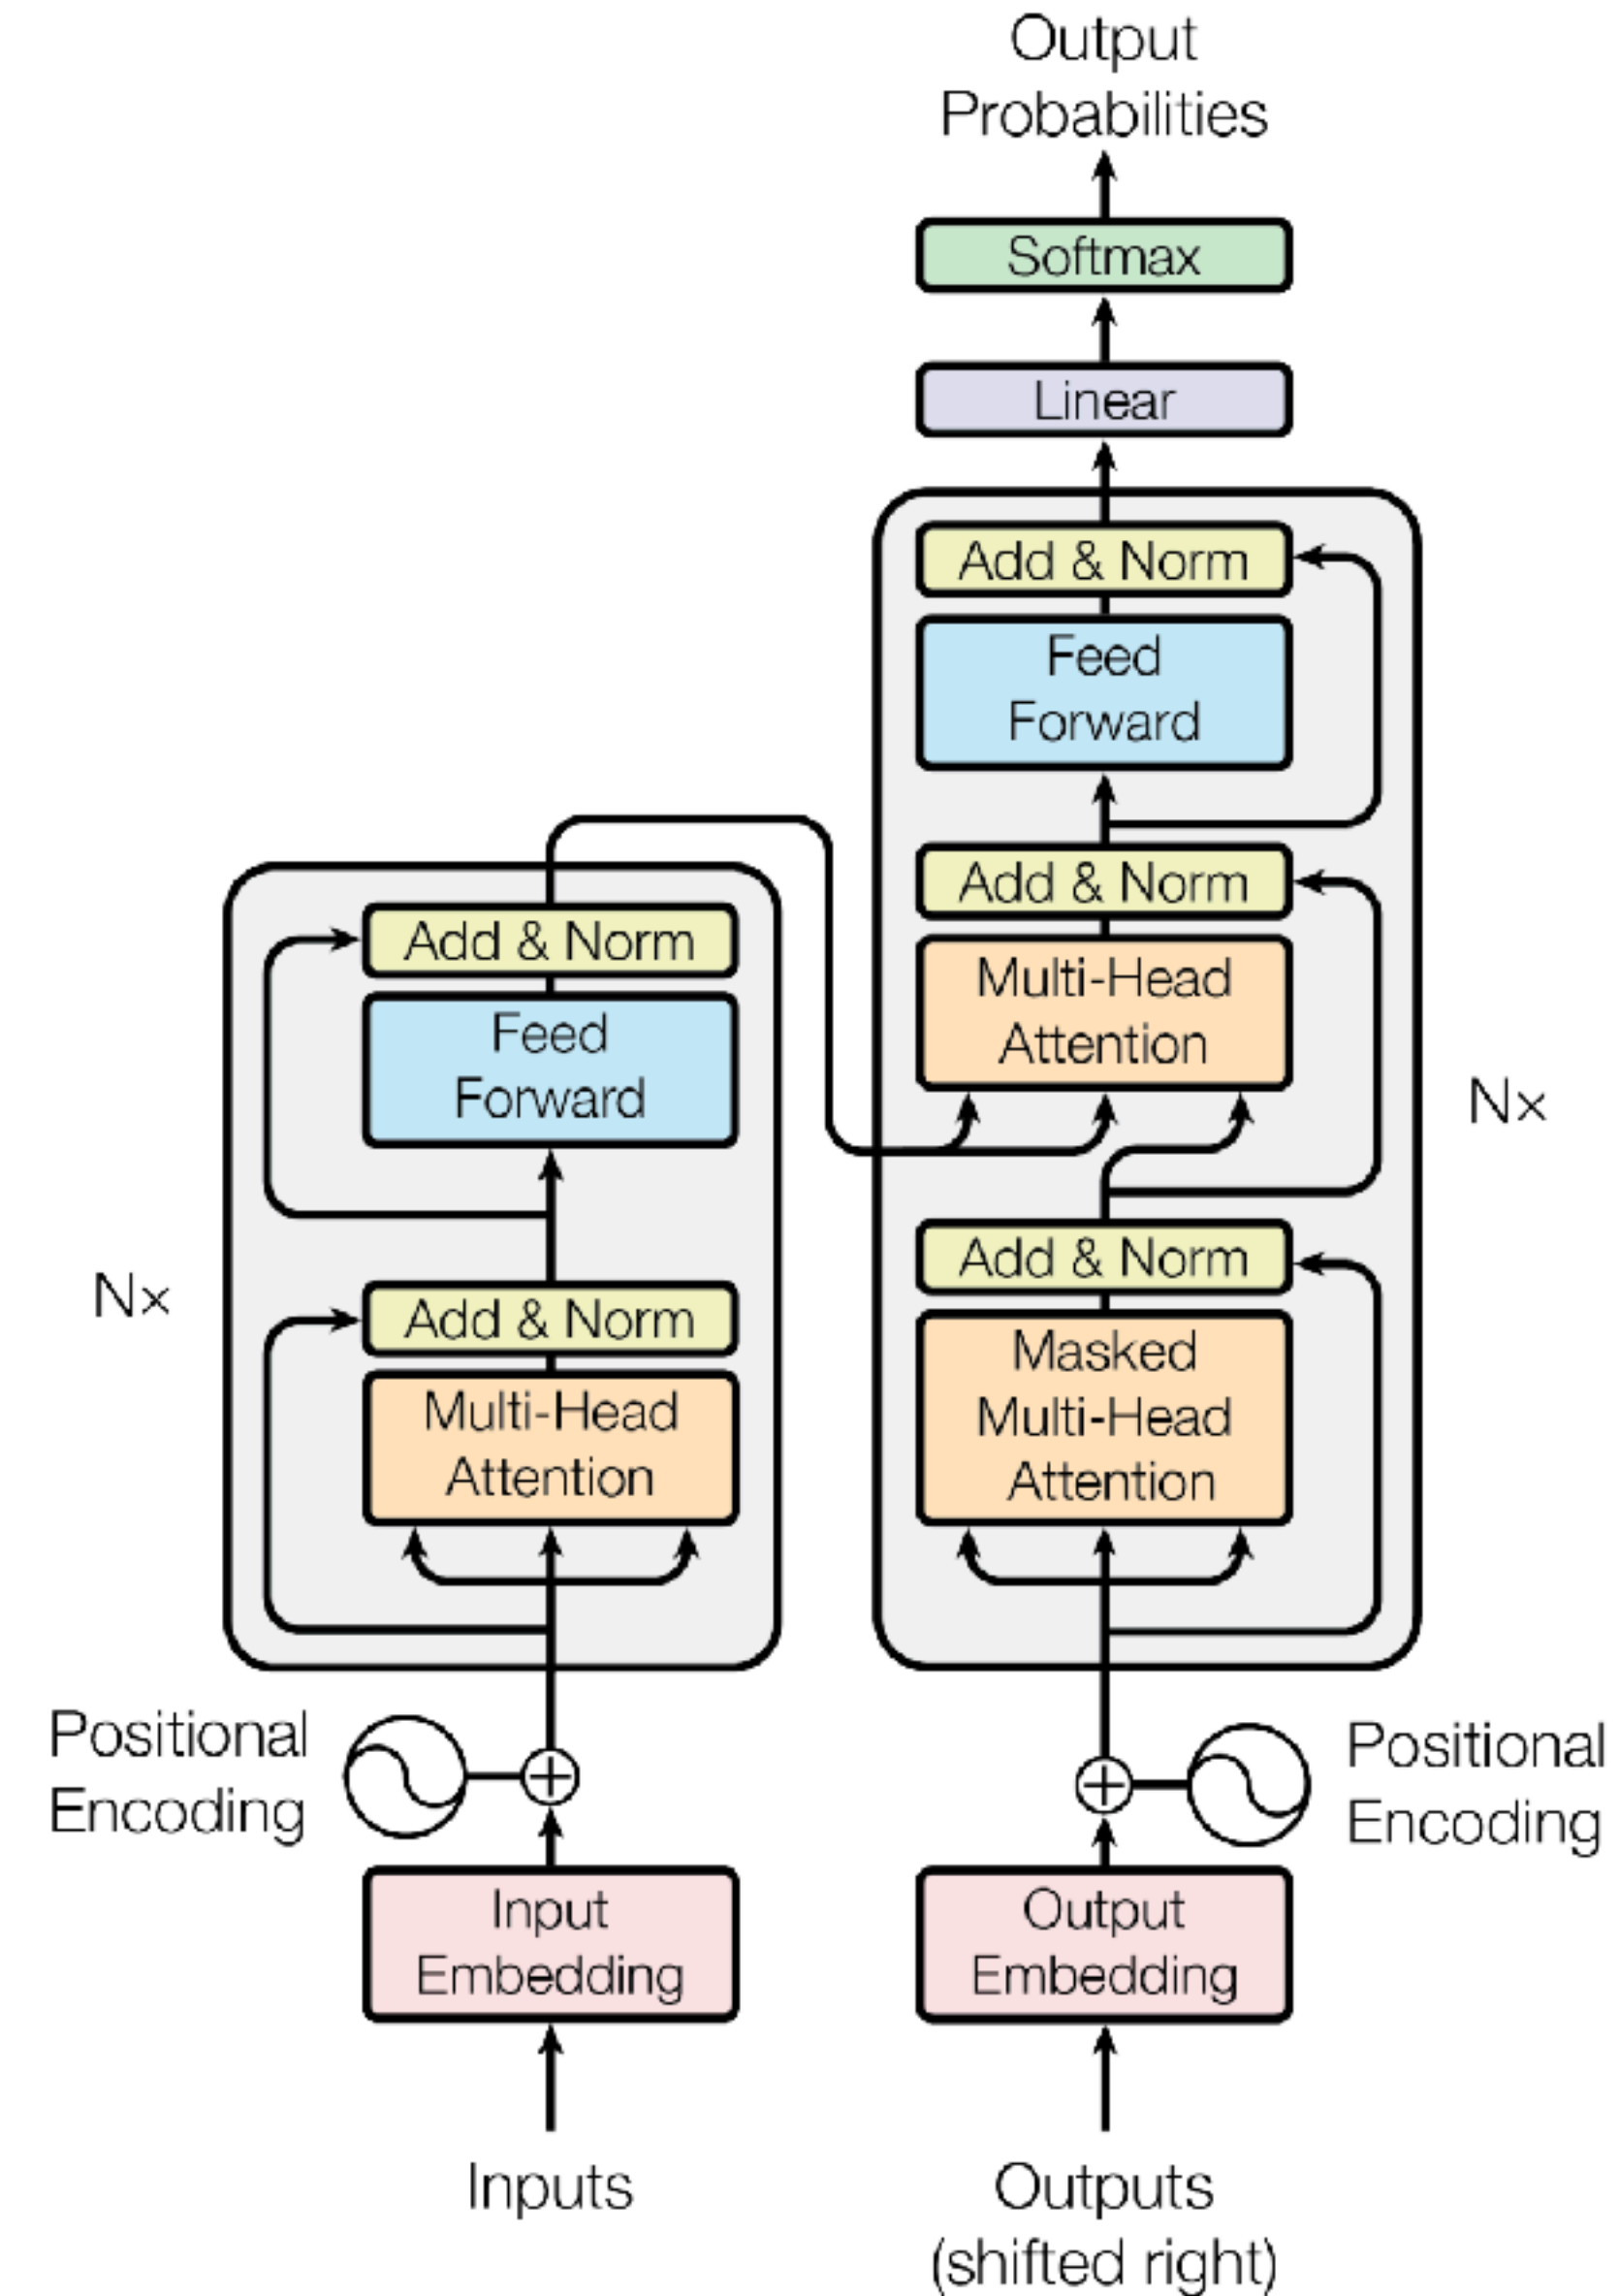 Output
Probabilities
Softmax
Linear
Add & Norm
Feed
Forward
Add & Norm
Multi-Head
Attention
Nx
Add & Norm
Masked
Multi-Head
Attention
Add & Norm
Feed
Forward
Nx
Add & Norm
Multi-Head
Attention
Positional
Encoding
Positional
Encoding
Input
Embedding
Output
Embedding
Inputs
Outputs
(shifted right)